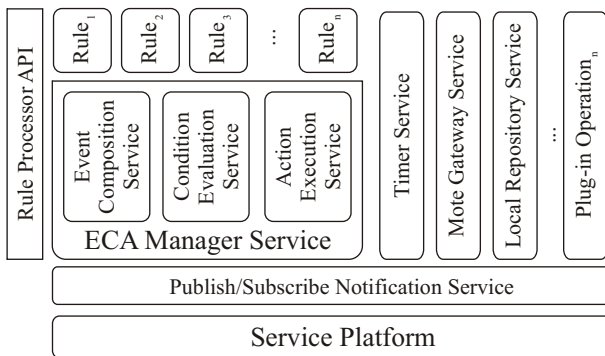 Rule Processor API
Rule1
Rule2
Rule3
...
Rulen
Event
Composition
Service
Condition
Evaluation
Service
Action
Execution
Service
ECA Manager Service
Timer Service
Mote Gateway Service
Local Repository Service
...
Plug-in Operationn
Publish/Subscribe Notification Service
Service Platform